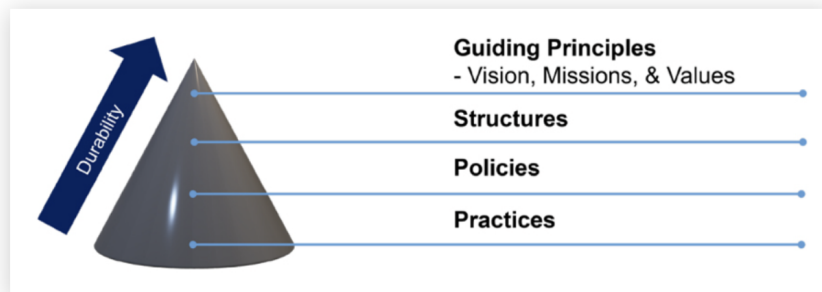 Durability
Guiding Principles
- Vision, Missions, & Values
Structures
Policies
Practices